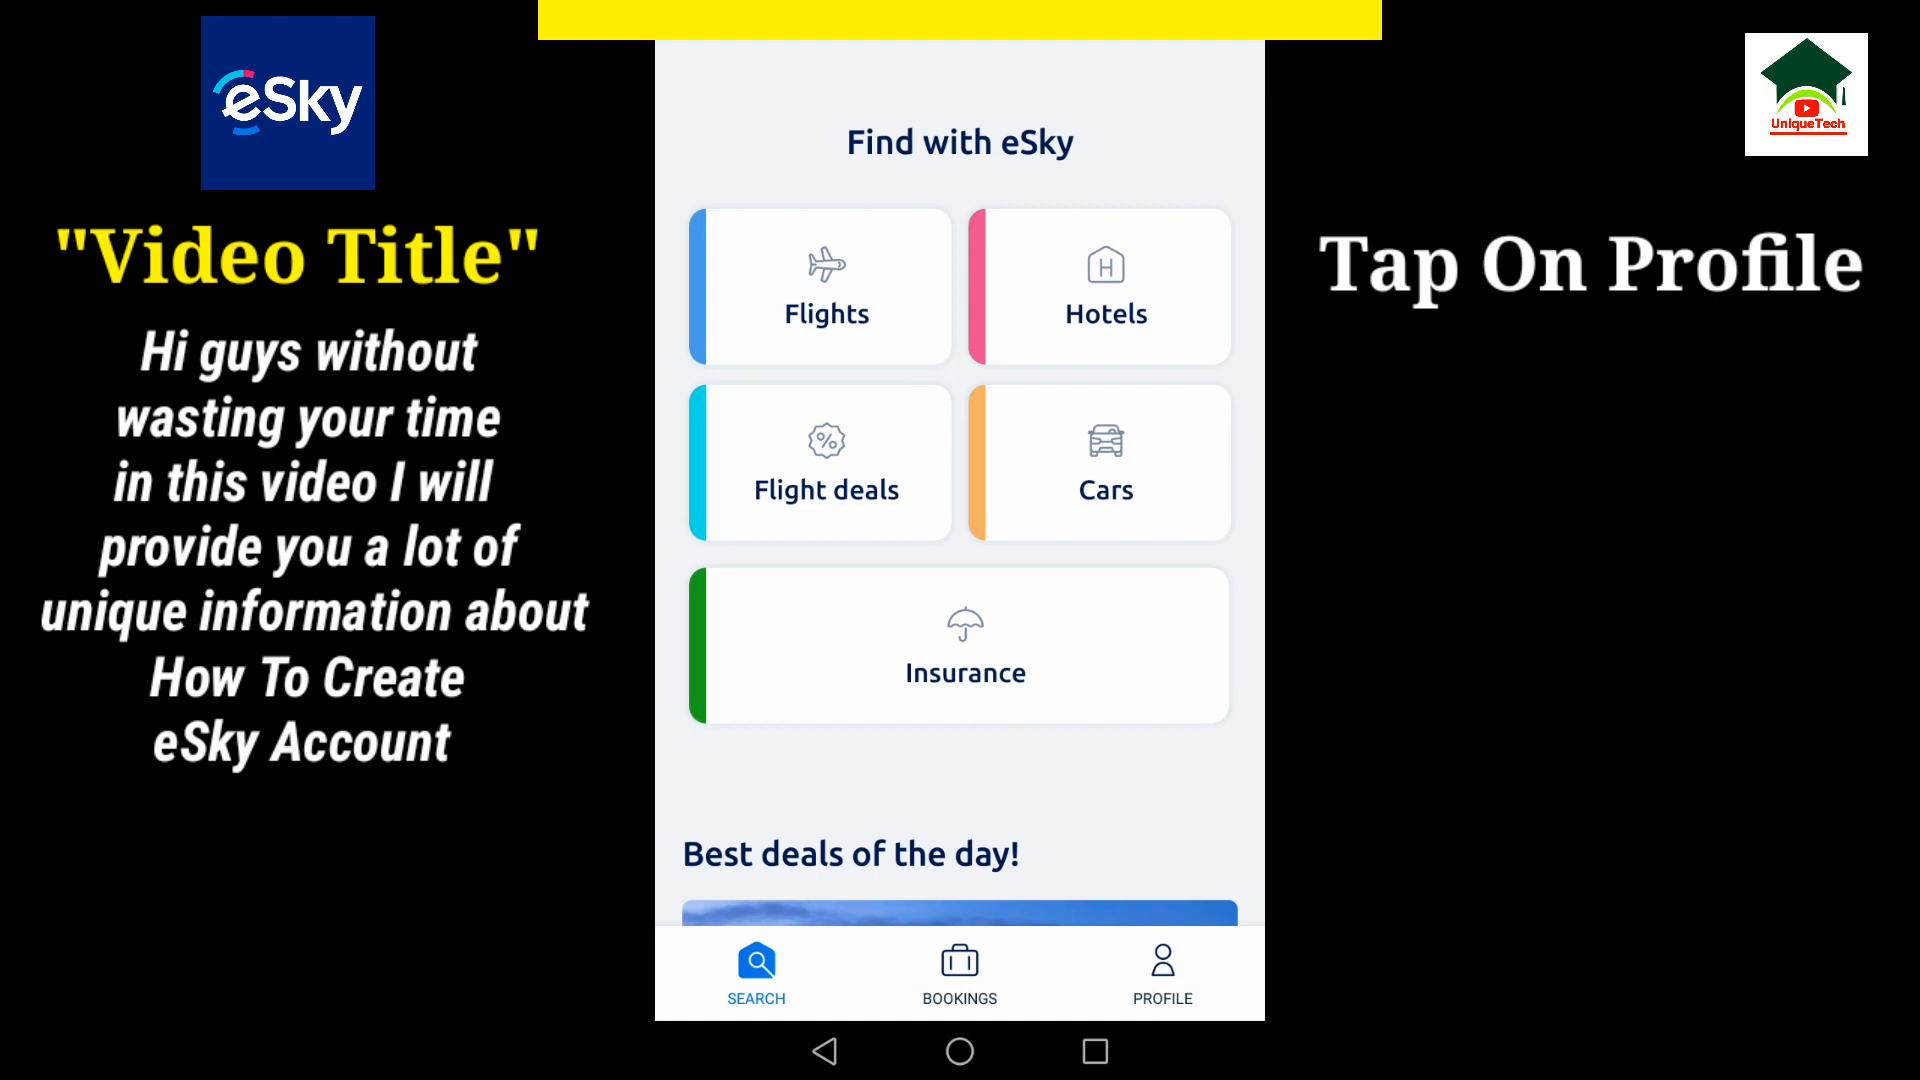 eSky
"Video Title"
Hi guys without
wasting your time
in this video I will
provide you a lot of
unique information about
How To Create
eSky Account
Find with eSky
Flights
Hotels
Flight deals
Cars
Insurance
Best deals of the day!
SEARCH
BOOKINGS
PROFILE
UniqueTech
Tap On Profile